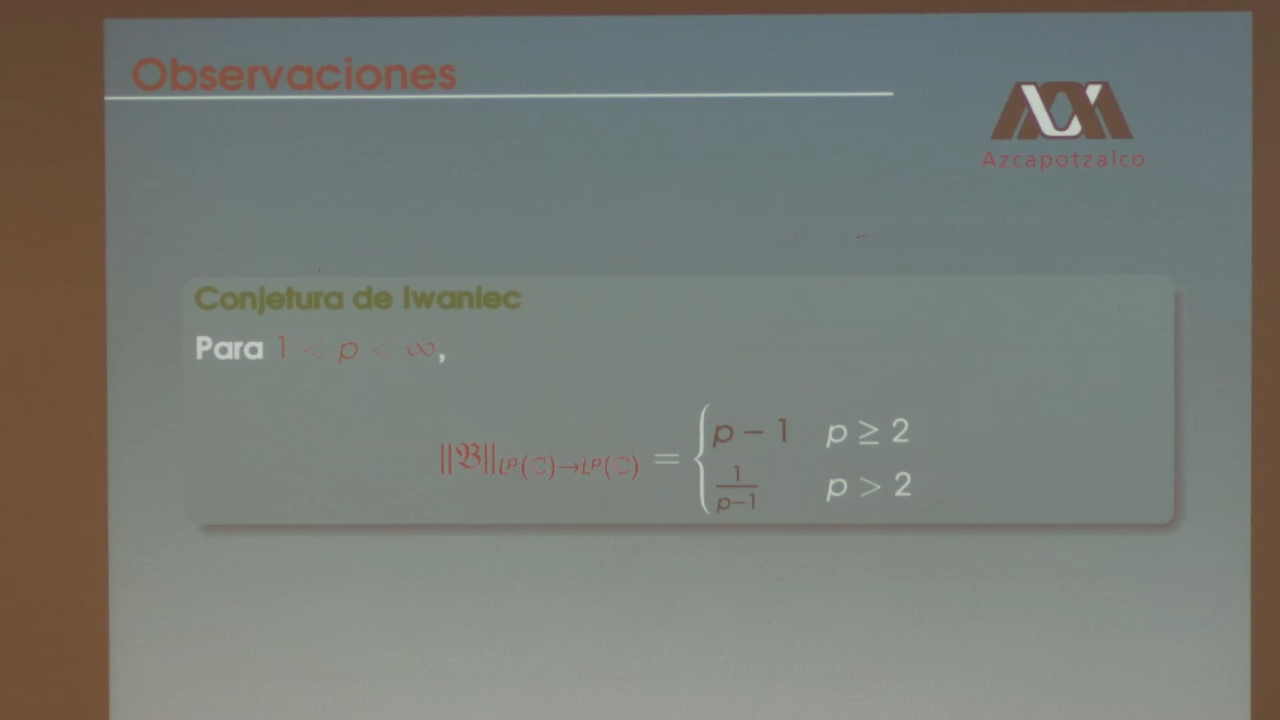 Observaciones
Azcapotzalco
Conjetura de Iwaniec
Para 1 < p < ∞,
‖𝔅‖_{L^p(ℂ)→L^p(ℂ)} = { p − 1   p ≥ 2
1/(p−1)   p > 2